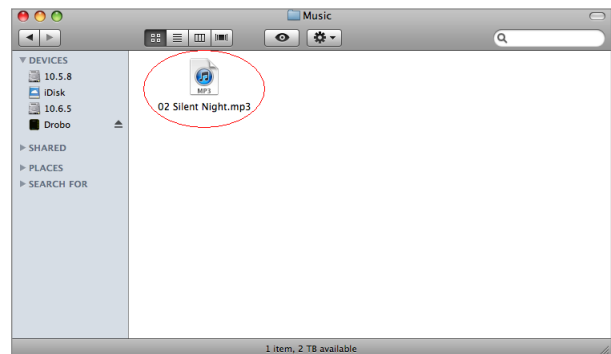 Music
DEVICES
10.5.8
iDisk
10.6.5
Drobo
SHARED
PLACES
SEARCH FOR
MP3
02 Silent Night.mp3
1 item, 2 TB available